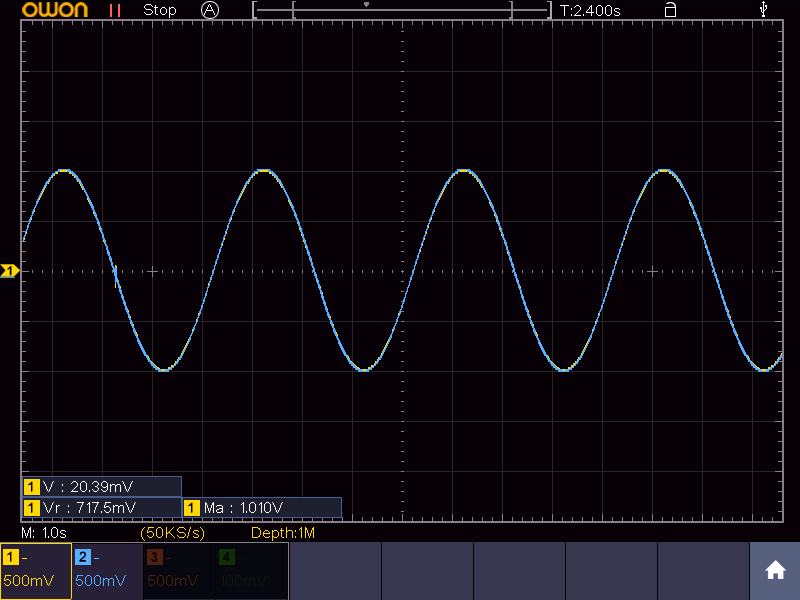 OWON Stop A T:2.400s
1
1 V : 20.39mV
1 Vr : 717.5mV 1 Ma : 1.010V
M: 1.0s (50KS/s) Depth:1M
1 - 2 - 3 - 4 -
500mV 500mV 500mV 100mV